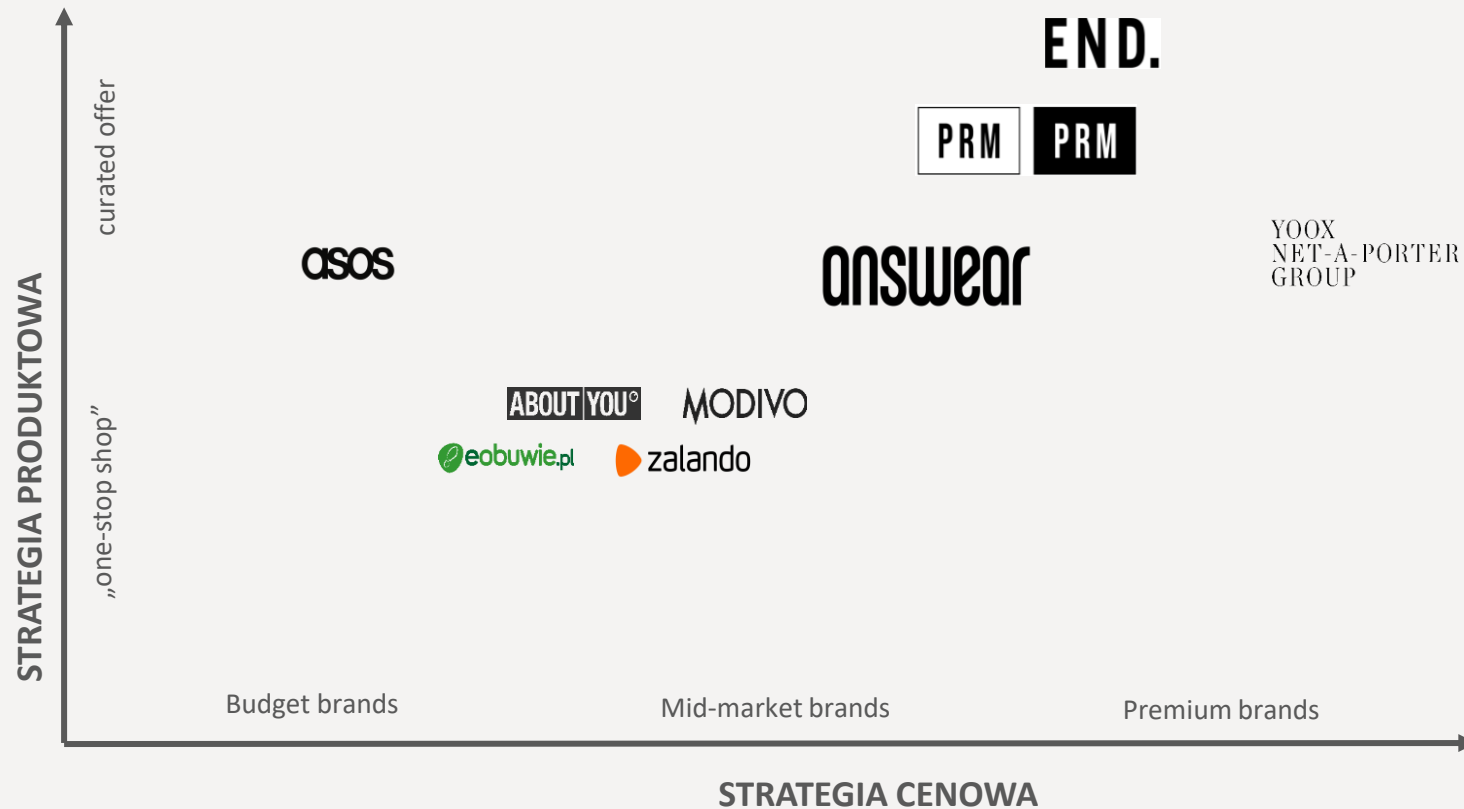 END.
PRM PRM
curated offer
asos
answear
YOOX
NET-A-PORTER
GROUP
ABOUT YOU°
MODIVO
eobuwie.pl
zalando
„one-stop shop”
STRATEGIA PRODUKTOWA
Budget brands
Mid-market brands
Premium brands
STRATEGIA CENOWA